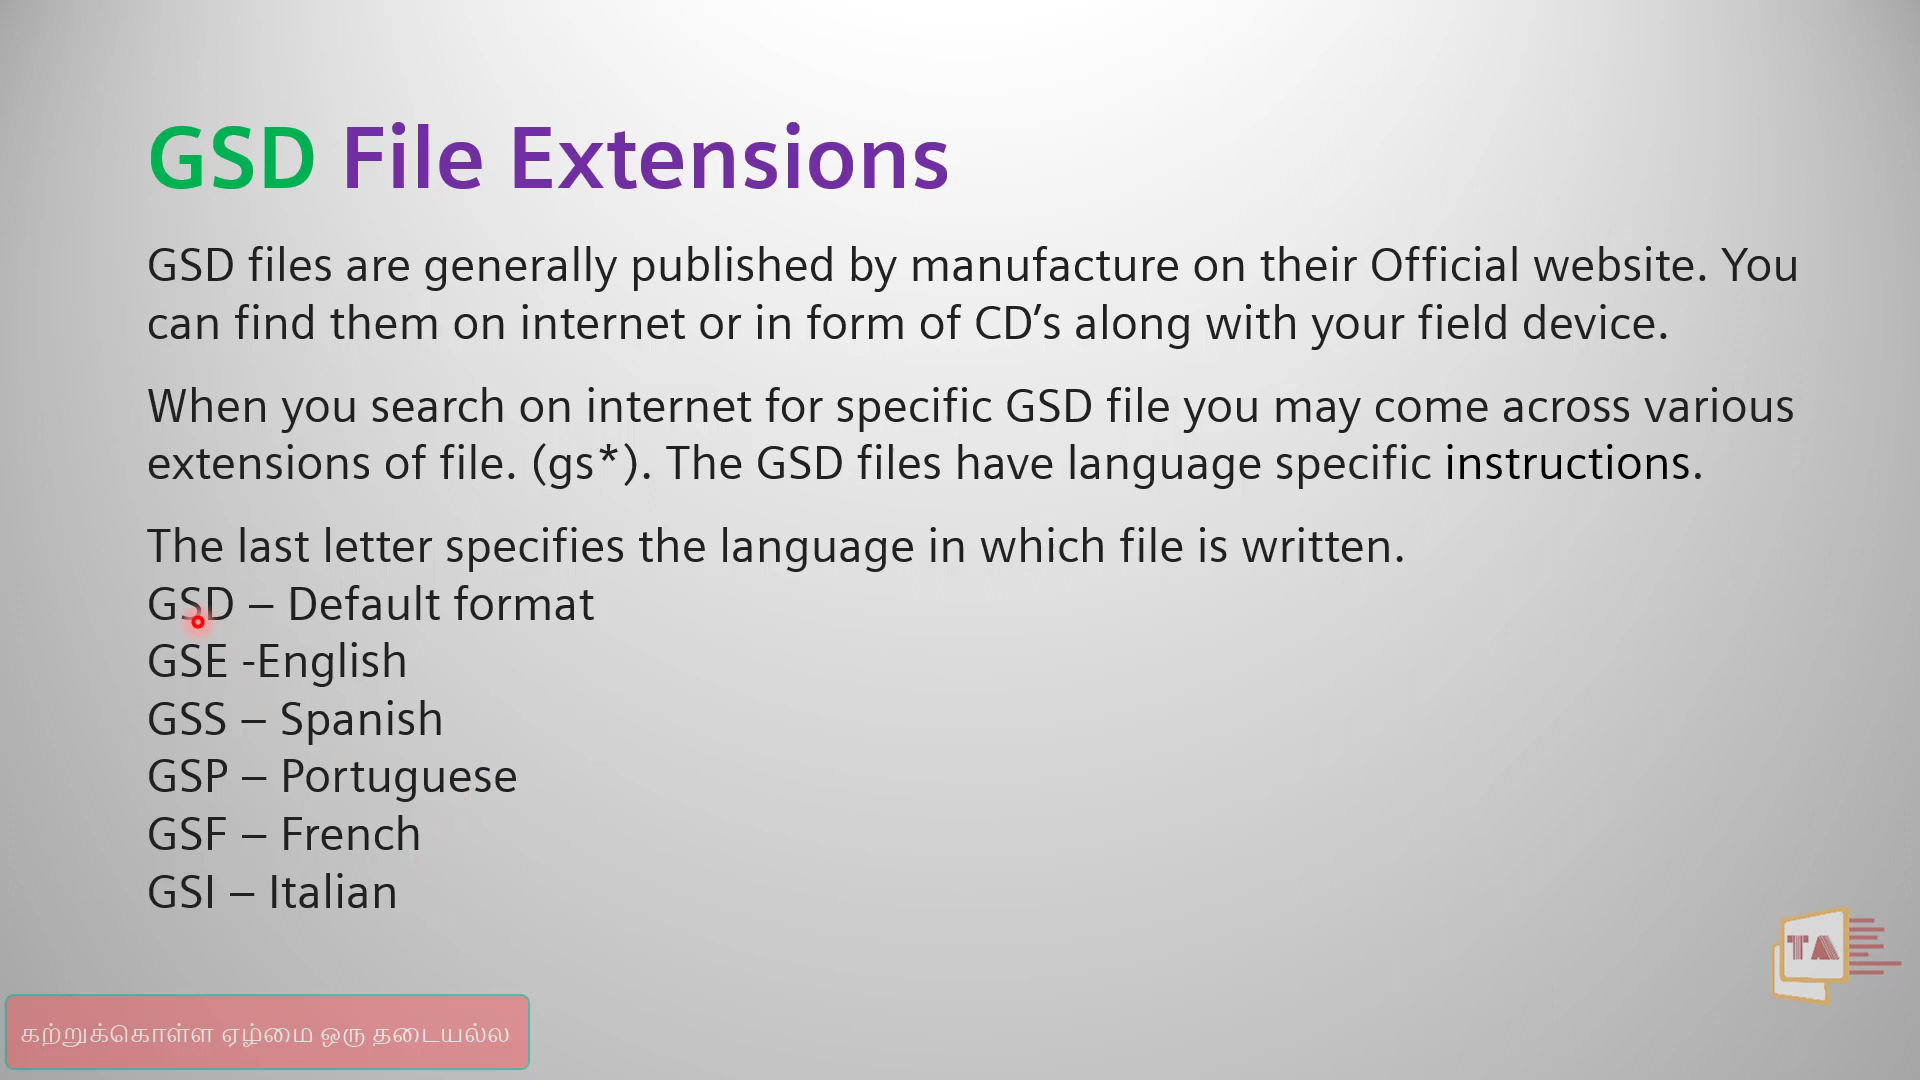 GSD File Extensions
GSD files are generally published by manufacture on their Official website. You
can find them on internet or in form of CD’s along with your field device.
When you search on internet for specific GSD file you may come across various
extensions of file. (gs*). The GSD files have language specific instructions.
The last letter specifies the language in which file is written.
GSD – Default format
GSE -English
GSS – Spanish
GSP – Portuguese
GSF – French
GSI – Italian
TA
கற்றுக்கொள்ள ஏழ்மை ஒரு தடையல்ல